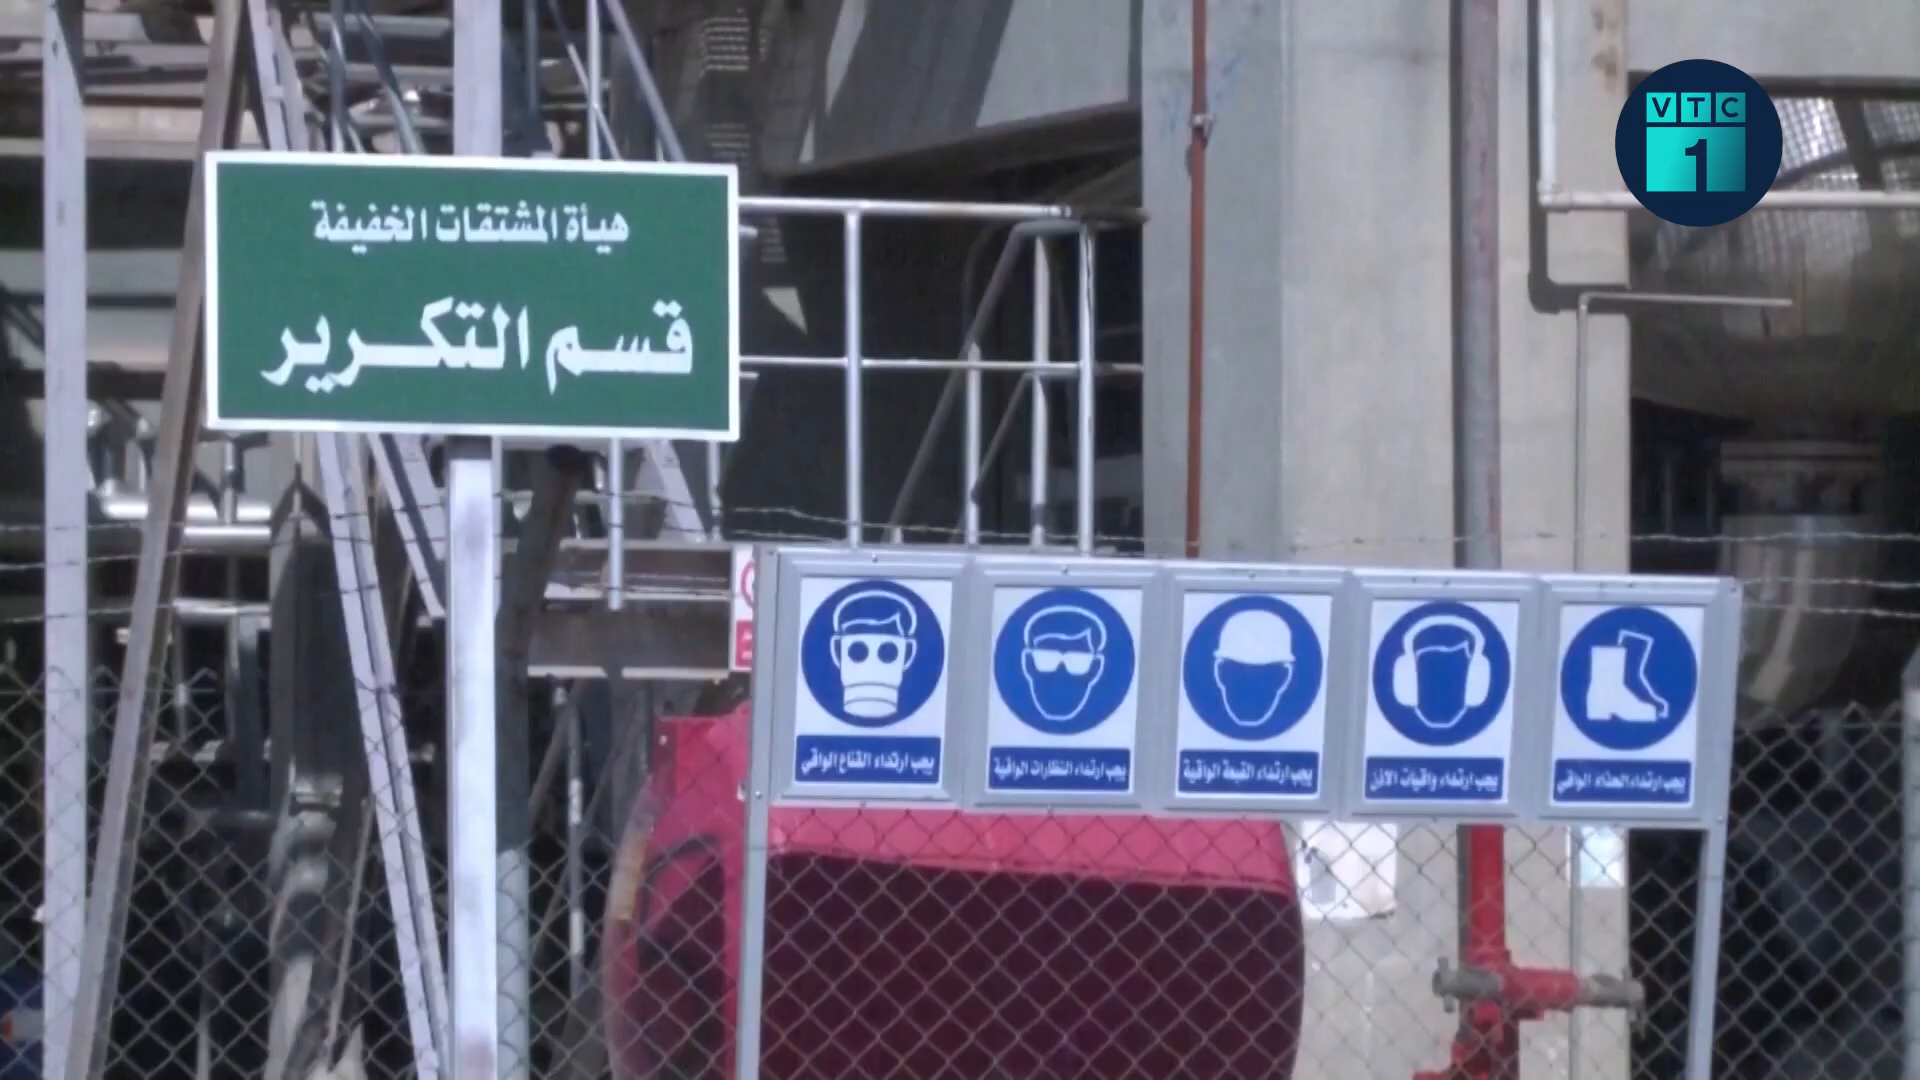 VTC
1
هيأة المشتقات الخفيفة
قسم التكرير
يجب ارتداء القناع الواقي
يجب ارتداء النظارات الواقية
يجب ارتداء القبعة الواقية
يجب ارتداء واقيات الاذن
يجب ارتداء الحذاء الواقي